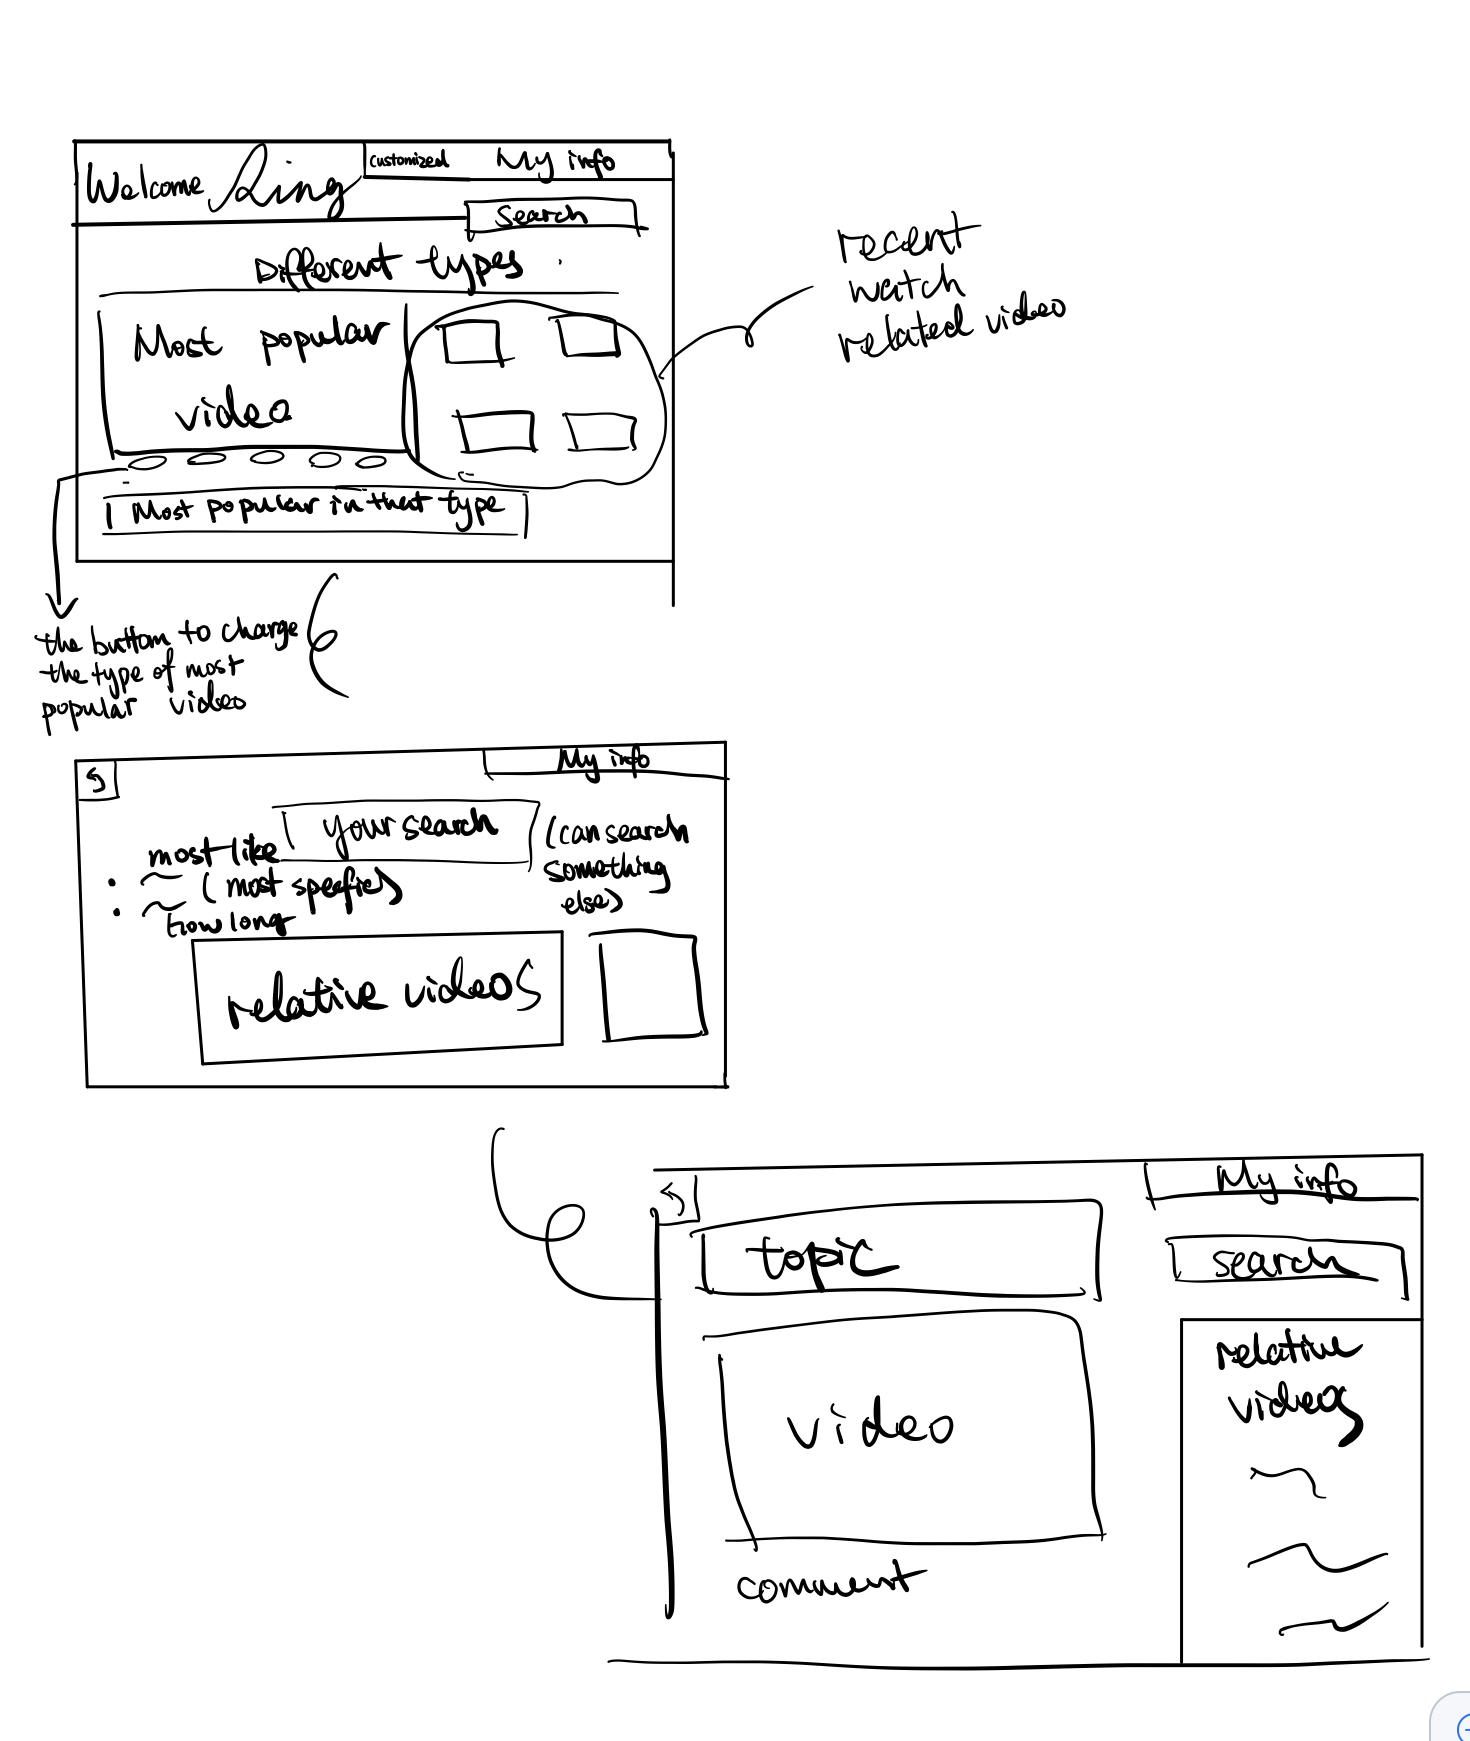 Welcome Ling
customized My info
search
Different types
Most popular
video
Most popular in that type
recent
watch
related video
the buttom to charge
the type of most
popular video
My info
your search
(can search
something
else)
most like
(most speefic)
how long
relative videos
My info
topic
search
video
relative
videos
comment